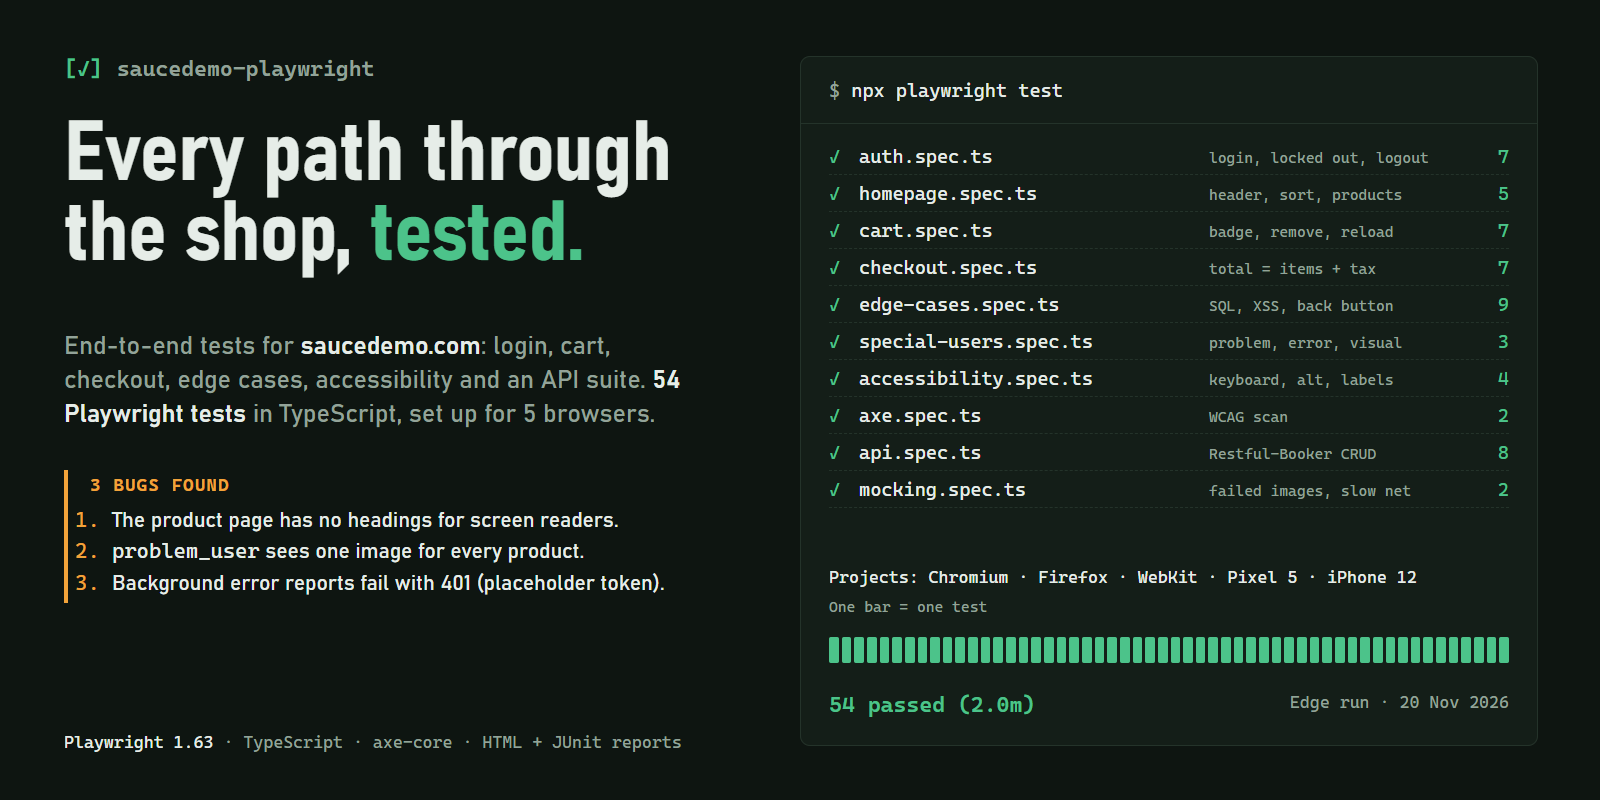 [✓] saucedemo-playwright
Every path through
the shop, tested.
End-to-end tests for saucedemo.com: login, cart,
checkout, edge cases, accessibility and an API suite. 54
Playwright tests in TypeScript, set up for 5 browsers.
3 BUGS FOUND
1. The product page has no headings for screen readers.
2. problem_user sees one image for every product.
3. Background error reports fail with 401 (placeholder token).
Playwright 1.63 · TypeScript · axe-core · HTML + JUnit reports
$ npx playwright test
✓ auth.spec.ts login, locked out, logout 7
✓ homepage.spec.ts header, sort, products 5
✓ cart.spec.ts badge, remove, reload 7
✓ checkout.spec.ts total = items + tax 7
✓ edge-cases.spec.ts SQL, XSS, back button 9
✓ special-users.spec.ts problem, error, visual 3
✓ accessibility.spec.ts keyboard, alt, labels 4
✓ axe.spec.ts WCAG scan 2
✓ api.spec.ts Restful-Booker CRUD 8
✓ mocking.spec.ts failed images, slow net 2
Projects: Chromium · Firefox · WebKit · Pixel 5 · iPhone 12
One bar = one test
54 passed (2.0m) Edge run · 20 Nov 2026